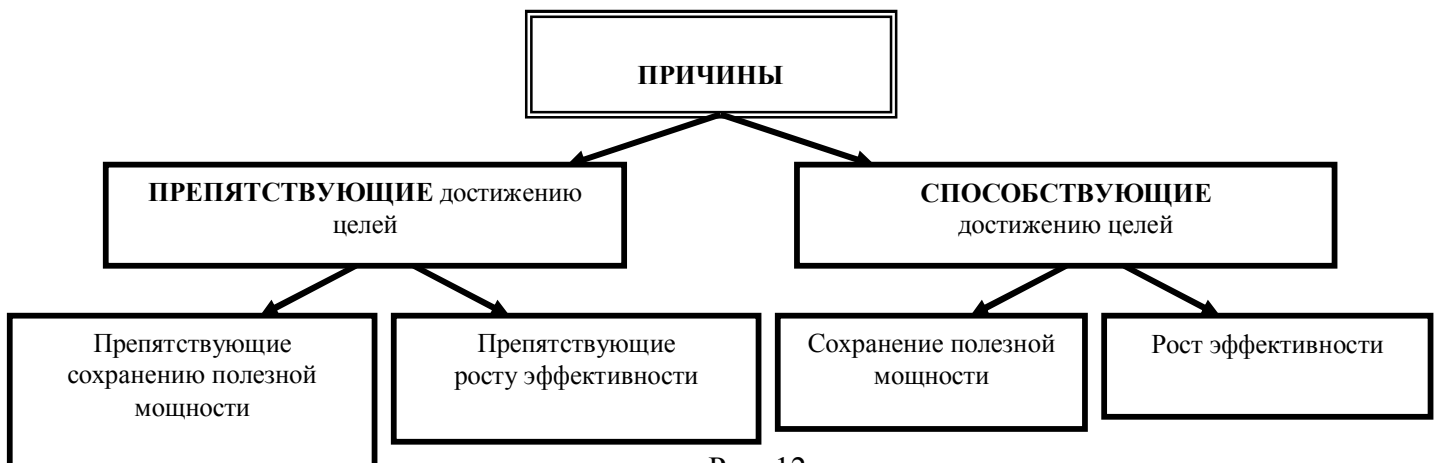 ПРИЧИНЫ
ПРЕПЯТСТВУЮЩИЕ достижению
целей
СПОСОБСТВУЮЩИЕ
достижению целей
Препятствующие
сохранению полезной
мощности
Препятствующие
росту эффективности
Сохранение полезной
мощности
Рост эффективности
12